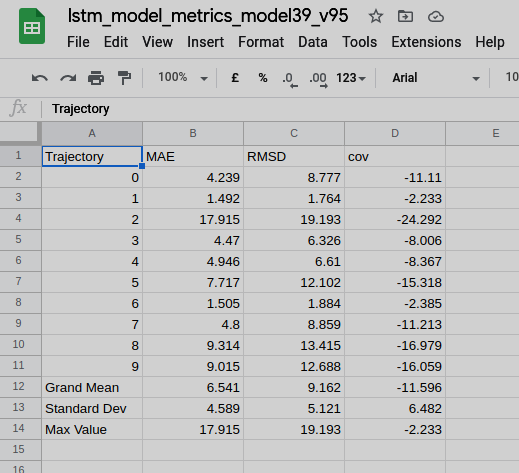 lstm_model_metrics_model39_v95
File Edit View Insert Format Data Tools Extensions Help
100% £ % .0 .00 123 Arial 10
fx Trajectory
A B C D E
1 Trajectory MAE RMSD cov
2 0 4.239 8.777 -11.11
3 1 1.492 1.764 -2.233
4 2 17.915 19.193 -24.292
5 3 4.47 6.326 -8.006
6 4 4.946 6.61 -8.367
7 5 7.717 12.102 -15.318
8 6 1.505 1.884 -2.385
9 7 4.8 8.859 -11.213
10 8 9.314 13.415 -16.979
11 9 9.015 12.688 -16.059
12 Grand Mean 6.541 9.162 -11.596
13 Standard Dev 4.589 5.121 6.482
14 Max Value 17.915 19.193 -2.233
15
16